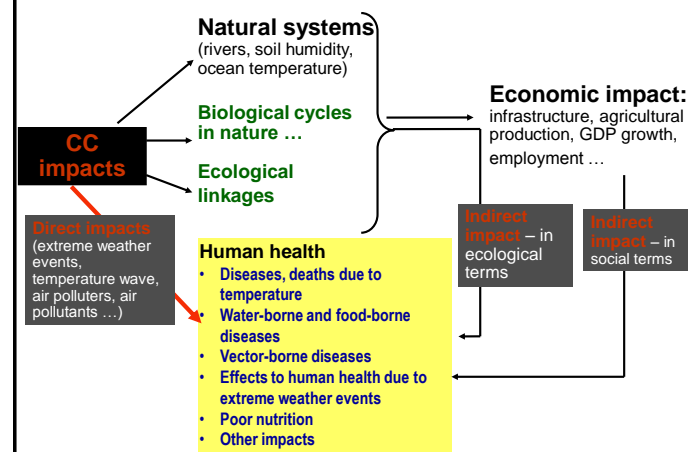 Natural systems
(rivers, soil humidity,
ocean temperature)
Biological cycles
in nature …
Ecological
linkages
CC
impacts
Economic impact:
infrastructure, agricultural
production, GDP growth,
employment …
Direct impacts
(extreme weather
events,
temperature wave,
air polluters, air
pollutants …)
Human health
• Diseases, deaths due to
temperature
• Water-borne and food-borne
diseases
• Vector-borne diseases
• Effects to human health due to
extreme weather events
• Poor nutrition
• Other impacts
Indirect
impact – in
ecological
terms
Indirect
impact – in
social terms